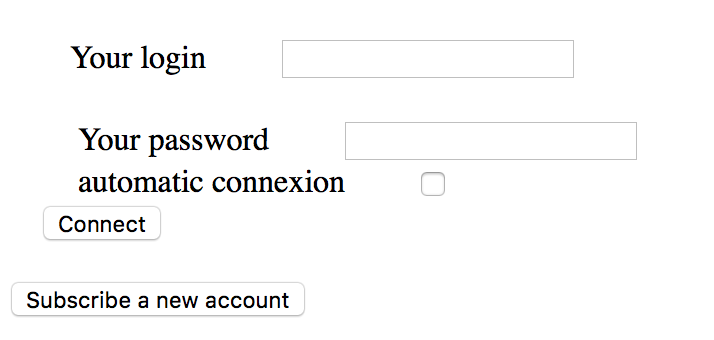 Your login
Your password
automatic connexion
Connect
Subscribe a new account